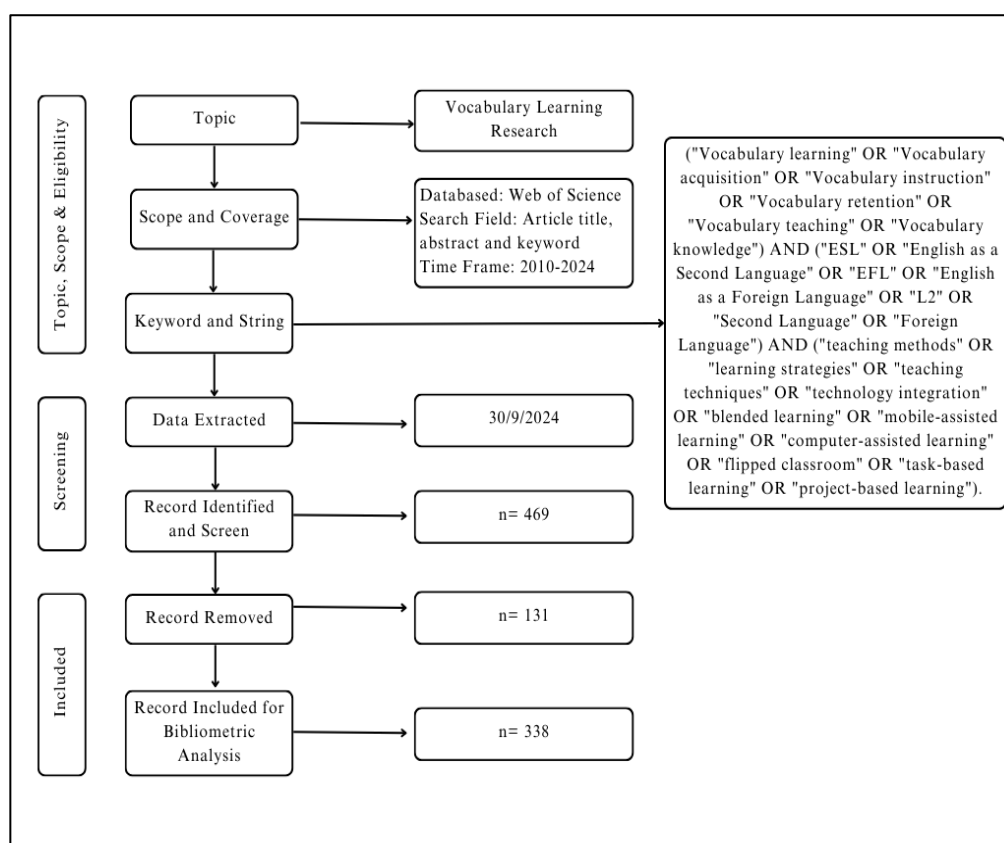 Topic, Scope & Eligibility
Topic
Vocabulary Learning
Research
Scope and Coverage
Databased: Web of Science
Search Field: Article title,
abstract and keyword
Time Frame: 2010-2024
Keyword and String
("Vocabulary learning" OR "Vocabulary
acquisition" OR "Vocabulary instruction"
OR "Vocabulary retention" OR
"Vocabulary teaching" OR "Vocabulary
knowledge") AND ("ESL" OR "English as a
Second Language" OR "EFL" OR "English
as a Foreign Language" OR "L2" OR
"Second Language" OR "Foreign
Language") AND ("teaching methods" OR
"learning strategies" OR "teaching
techniques" OR "technology integration"
OR "blended learning" OR "mobile-assisted
learning" OR "computer-assisted learning"
OR "flipped classroom" OR "task-based
learning" OR "project-based learning").
Screening
Data Extracted
30/9/2024
Record Identified
and Screen
n= 469
Included
Record Removed
n= 131
Record Included for
Bibliometric
Analysis
n= 338